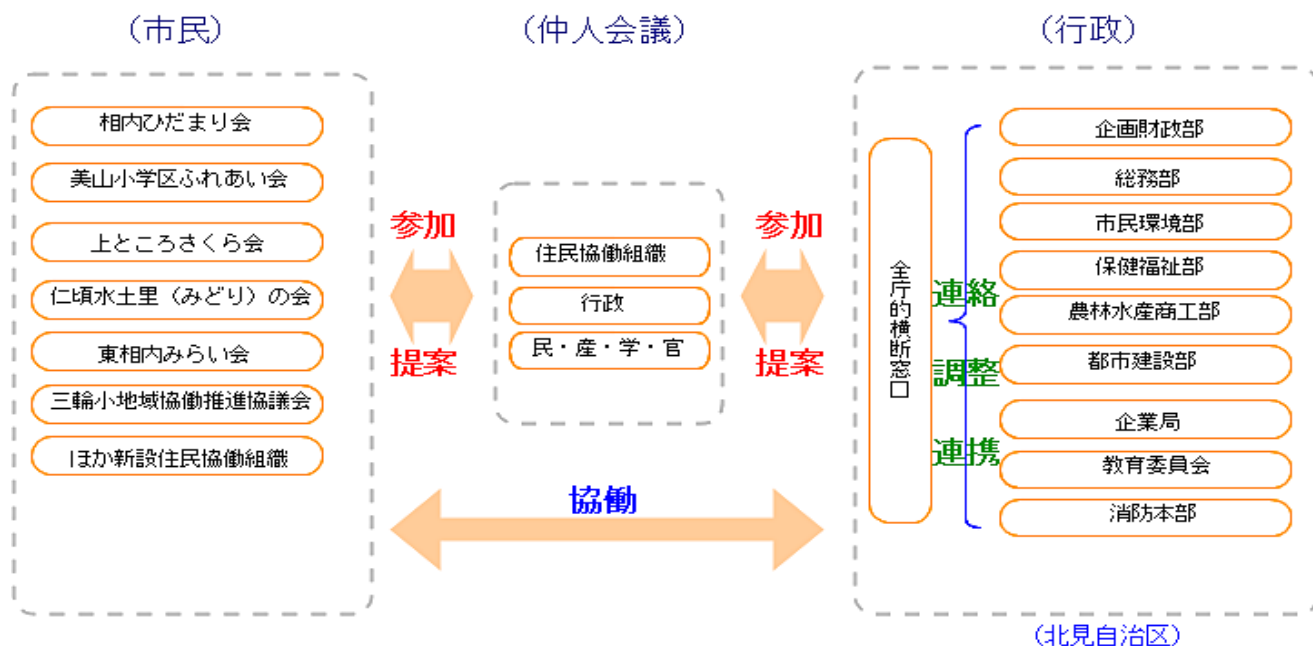 （市民）
相内ひだまり会
美山小学区ふれあい会
上ところさくら会
仁頃水土里（みどり）の会
東相内みらい会
三輪小地域協働推進協議会
ほか新設住民協働組織
参加
提案
（仲人会議）
住民協働組織
行政
民・産・学・官
参加
提案
協働
（行政）
全庁的横断窓口
連絡
調整
連携
企画財政部
総務部
市民環境部
保健福祉部
農林水産商工部
都市建設部
企業局
教育委員会
消防本部
（北見自治区）